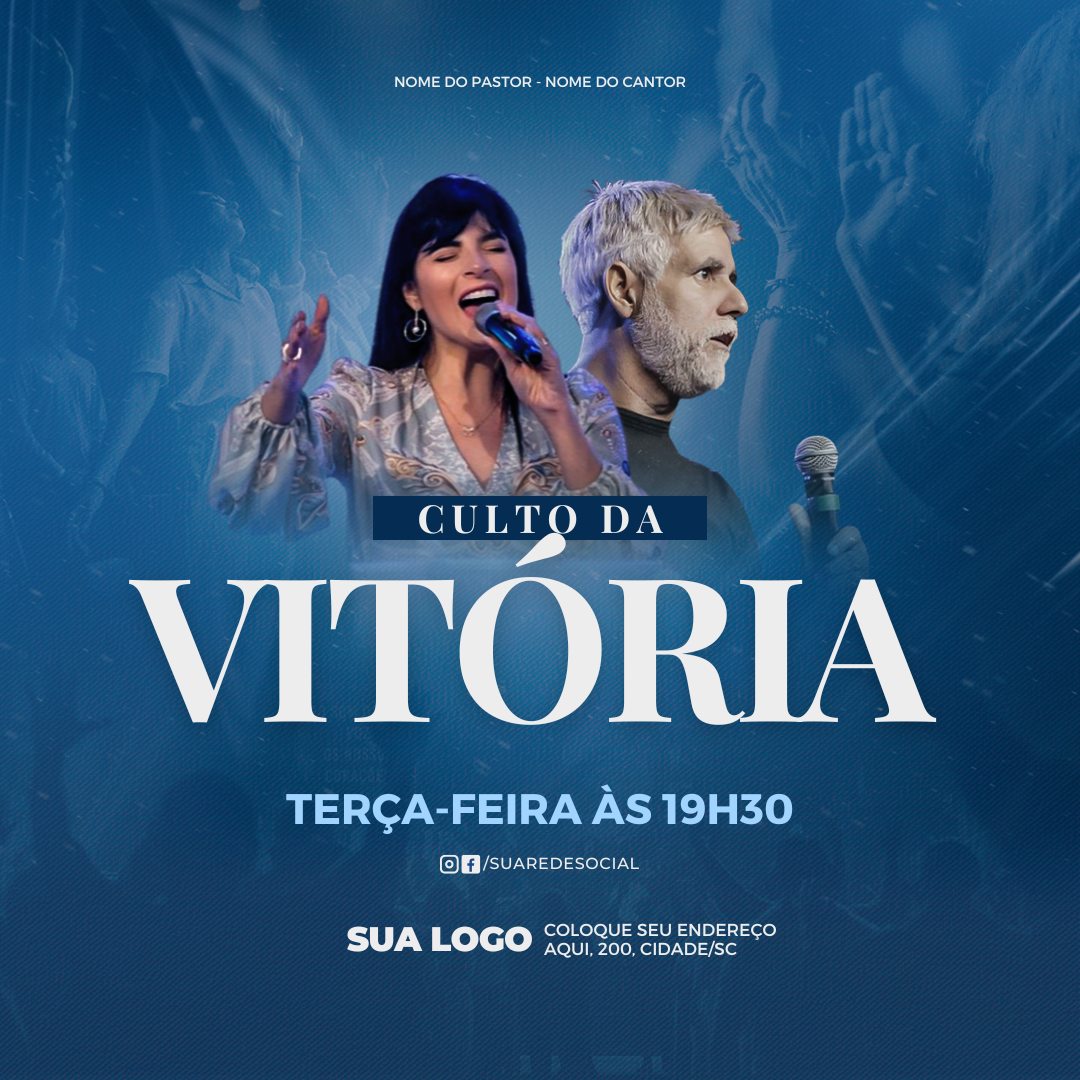 NOME DO PASTOR - NOME DO CANTOR
CULTO DA
VITÓRIA
TERÇA-FEIRA ÀS 19H30
/SUAREDESOCIAL
SUA LOGO
COLOQUE SEU ENDEREÇO
AQUI, 200, CIDADE/SC